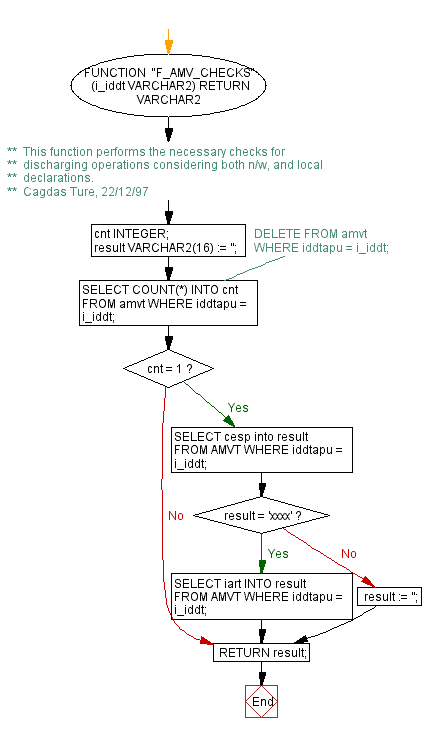 FUNCTION "F_AMV_CHECKS"
(i_iddt VARCHAR2) RETURN
VARCHAR2
** This function performs the necessary checks for
** discharging operations considering both n/w, and local
** declarations.
** Cagdas Ture, 22/12/97
cnt INTEGER;
result VARCHAR2(16) := '';
DELETE FROM amvt
WHERE iddtapu = i_iddt;
SELECT COUNT(*) INTO cnt
FROM amvt WHERE iddtapu =
i_iddt;
cnt = 1 ?
Yes
SELECT cesp into result
FROM AMVT WHERE iddtapu =
i_iddt;
No
result = 'xxxx' ?
Yes
No
SELECT iart INTO result
FROM AMVT WHERE iddtapu =
i_iddt;
result := '';
RETURN result;
End